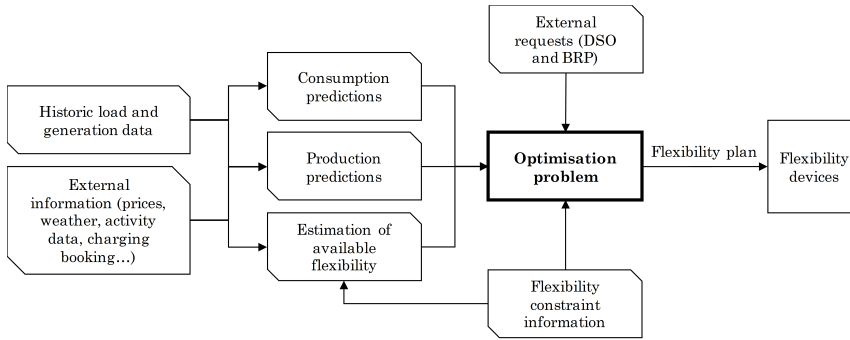 External
requests (DSO
and BRP)
Consumption
predictions
Historic load and
generation data
Production
predictions
Optimisation
problem
Flexibility plan
Flexibility
devices
External
information (prices,
weather, activity
data, charging
booking…)
Estimation of
available
flexibility
Flexibility
constraint
information